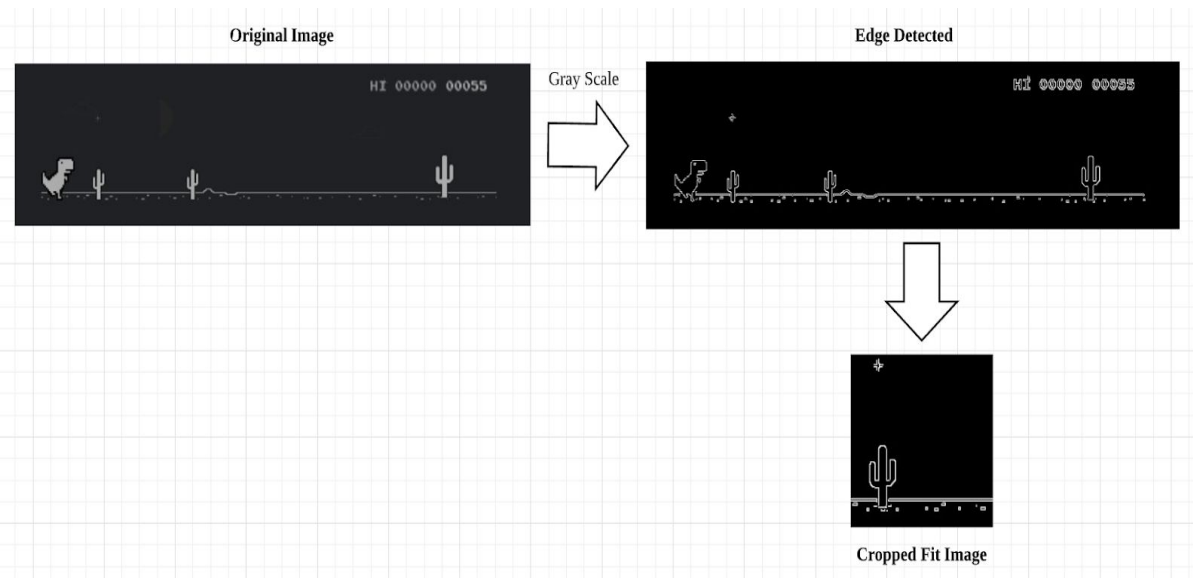 Original Image
Edge Detected
HI 00000 00055
Gray Scale
HI 00000 00055
Cropped Fit Image